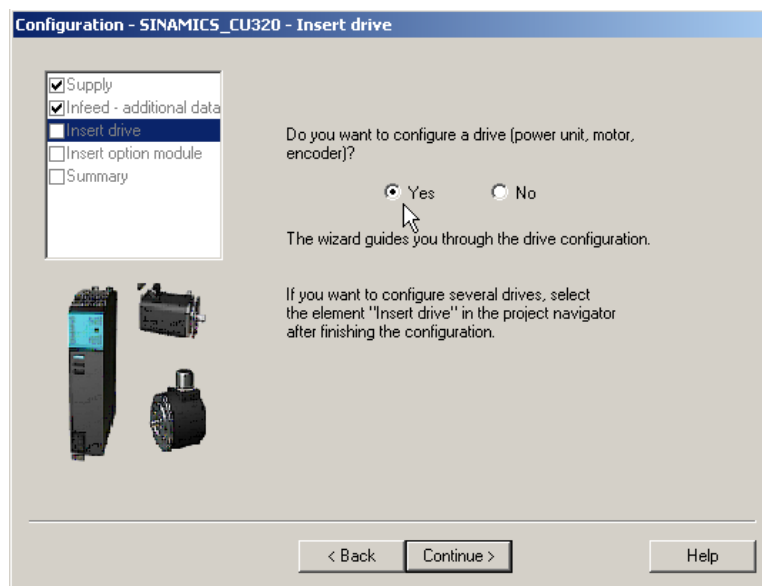 Configuration - SINAMICS_CU320 - Insert drive
Supply
Infeed - additional data
Insert drive
Insert option module
Summary
Do you want to configure a drive (power unit, motor,
encoder)?
Yes No
The wizard guides you through the drive configuration.
If you want to configure several drives, select
the element "Insert drive" in the project navigator
after finishing the configuration.
< Back Continue > Help